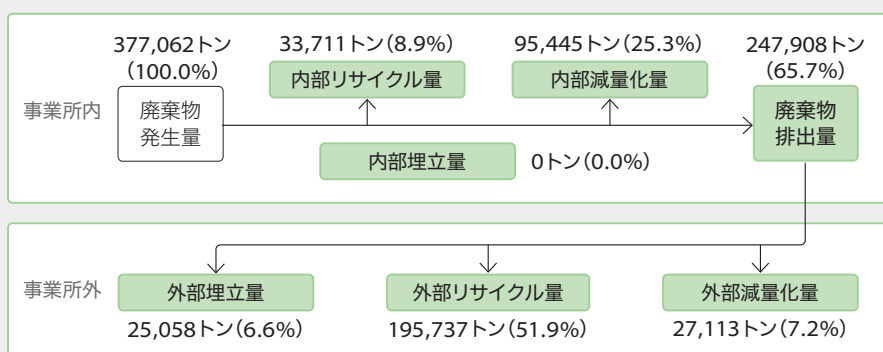 377,062トン
(100.0%)
33,711トン(8.9%)
95,445トン(25.3%)
247,908トン
(65.7%)
内部リサイクル量
内部減量化量
事業所内
廃棄物
発生量
廃棄物
排出量
内部埋立量
0トン(0.0%)
事業所外
外部埋立量
外部リサイクル量
外部減量化量
25,058トン(6.6%)
195,737トン(51.9%)
27,113トン(7.2%)